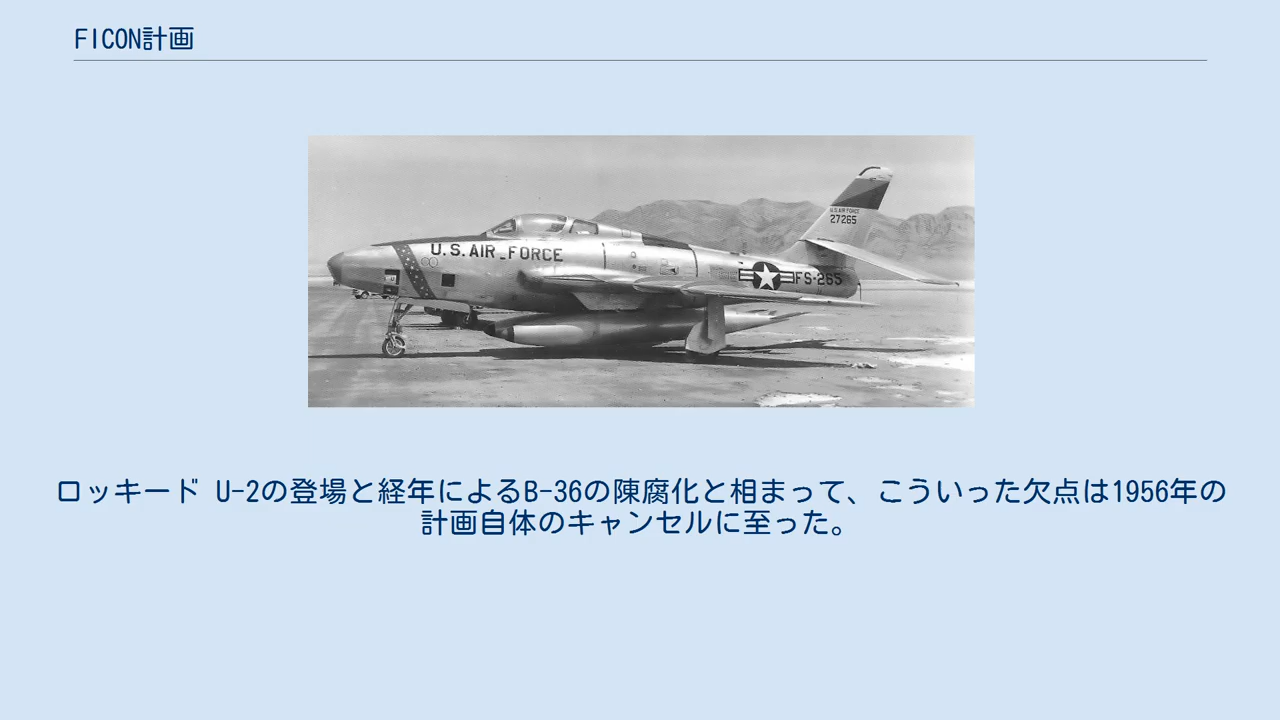 FICON計画
U.S.AIR FORCE
27265
U.S.AIR FORCE
FS-265
ロッキード U-2の登場と経年によるB-36の陳腐化と相まって、こういった欠点は1956年の
計画自体のキャンセルに至った。